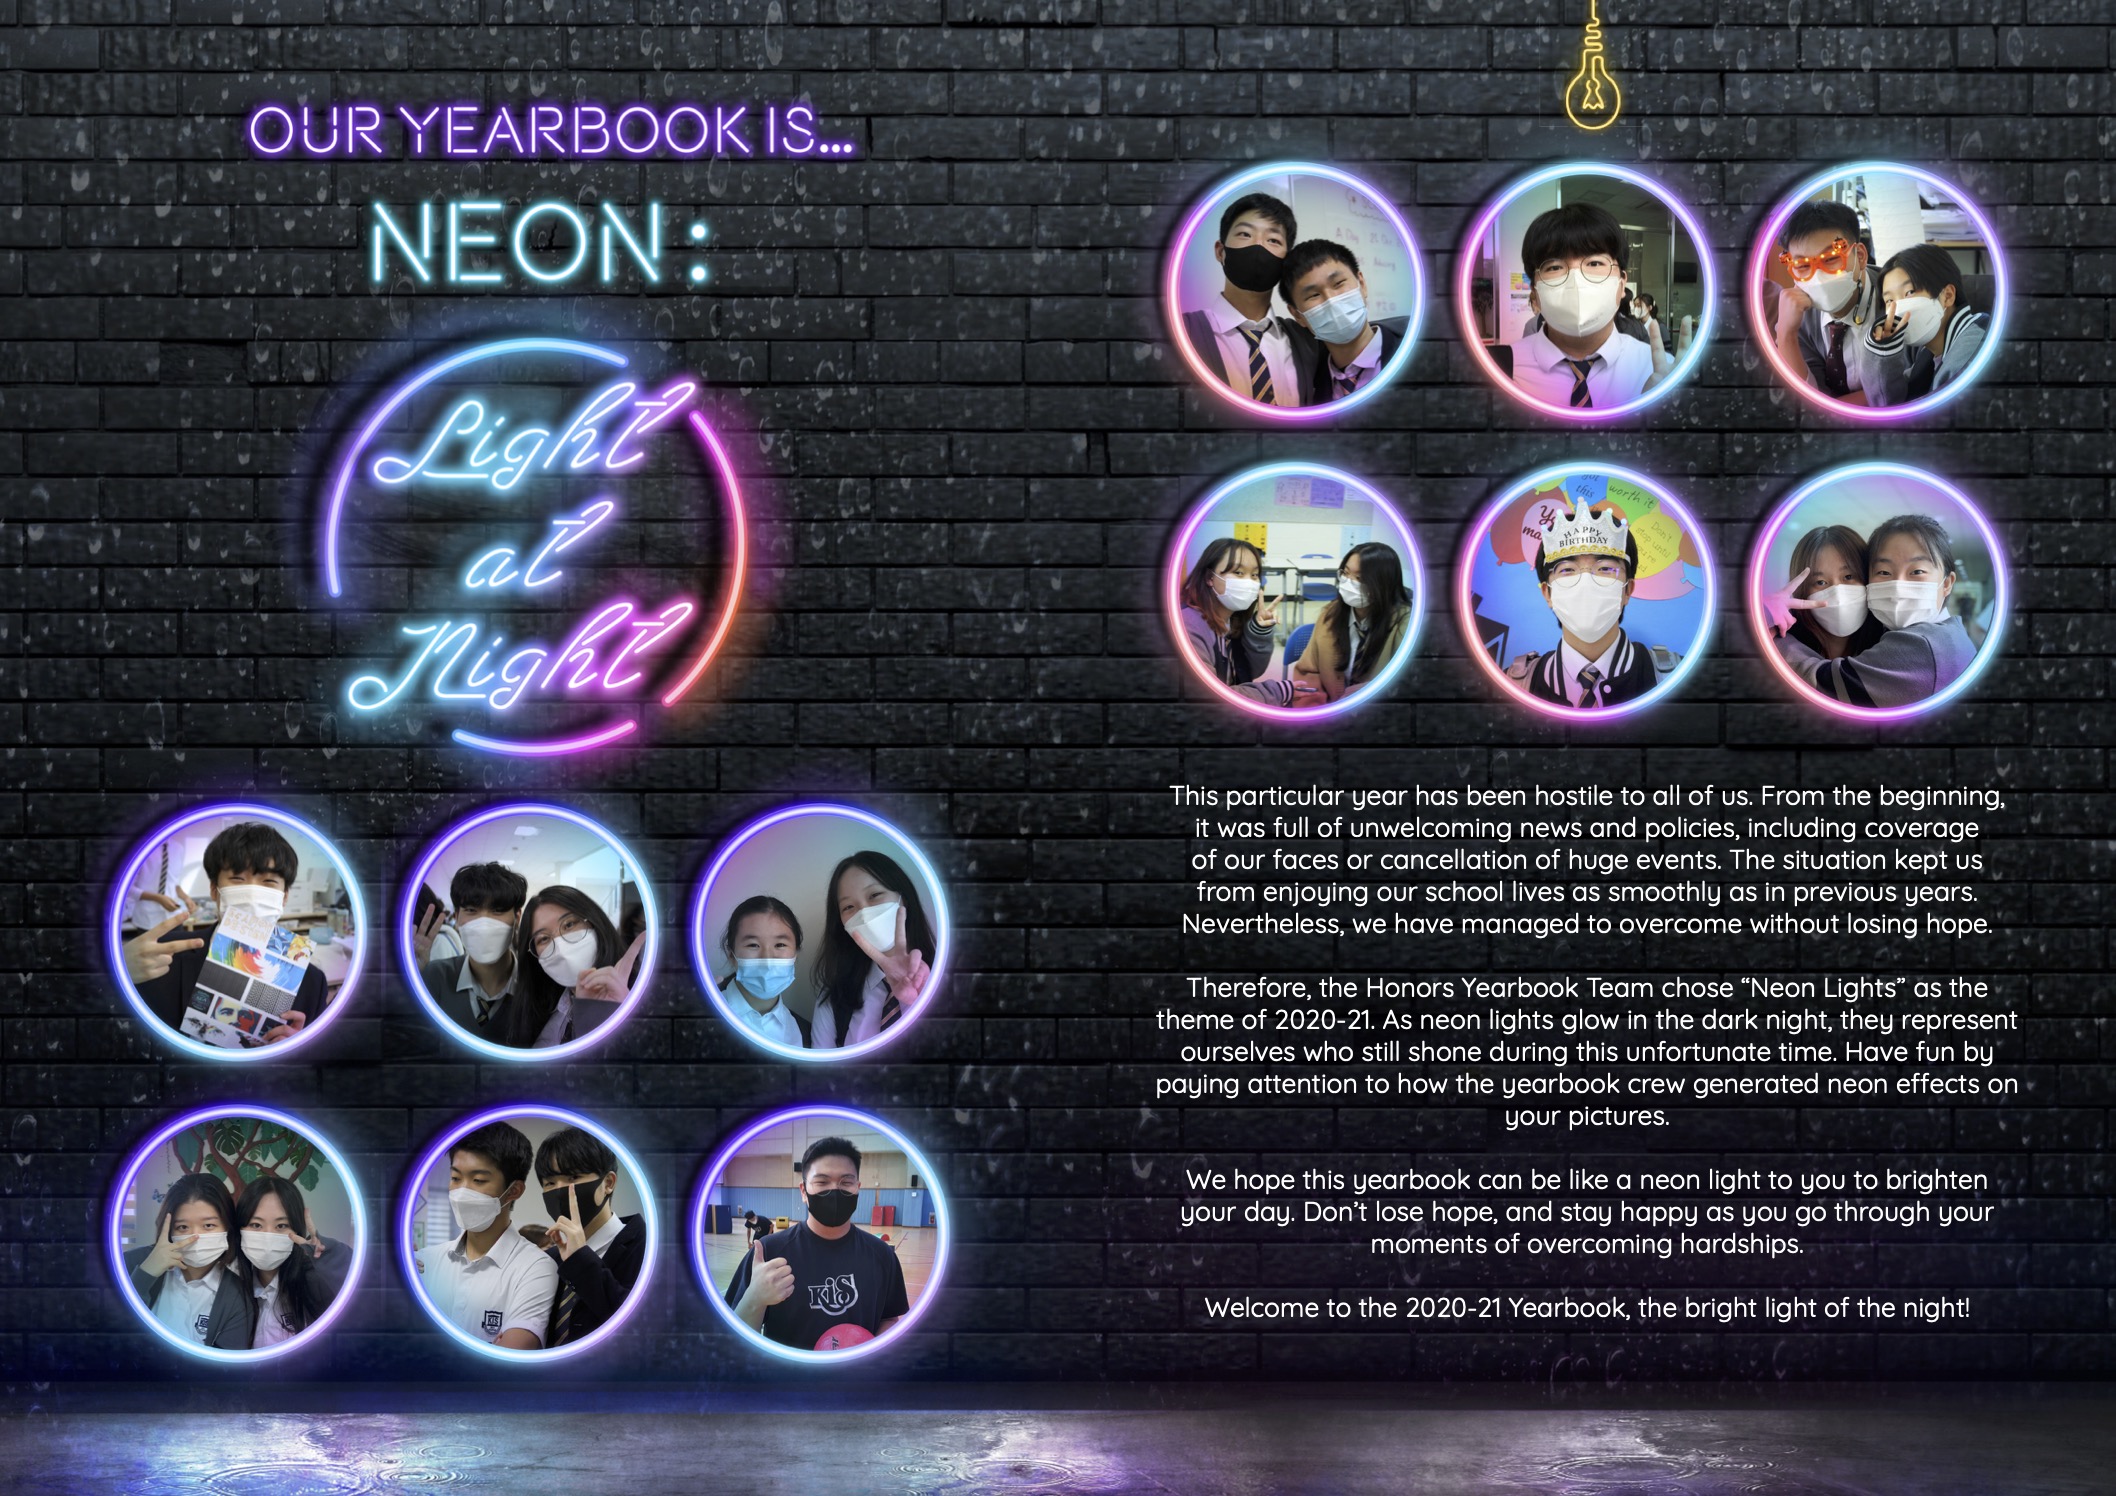 OUR YEARBOOK IS...
NEON:
Light
at
Night
HAPPY
BIRTHDAY
this
worth it!
KIS
This particular year has been hostile to all of us. From the beginning,
it was full of unwelcoming news and policies, including coverage
of our faces or cancellation of huge events. The situation kept us
from enjoying our school lives as smoothly as in previous years.
Nevertheless, we have managed to overcome without losing hope.
Therefore, the Honors Yearbook Team chose “Neon Lights” as the
theme of 2020-21. As neon lights glow in the dark night, they represent
ourselves who still shone during this unfortunate time. Have fun by
paying attention to how the yearbook crew generated neon effects on
your pictures.
We hope this yearbook can be like a neon light to you to brighten
your day. Don’t lose hope, and stay happy as you go through your
moments of overcoming hardships.
Welcome to the 2020-21 Yearbook, the bright light of the night!